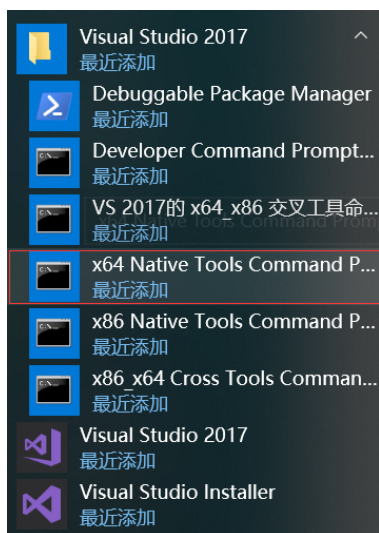 Visual Studio 2017
最近添加
Debuggable Package Manager
最近添加
Developer Command Prompt...
最近添加
VS 2017的 x64_x86 交叉工具命...
最近添加
x64 Native Tools Command P...
最近添加
x86 Native Tools Command P...
最近添加
x86_x64 Cross Tools Comman...
最近添加
Visual Studio 2017
最近添加
Visual Studio Installer
最近添加